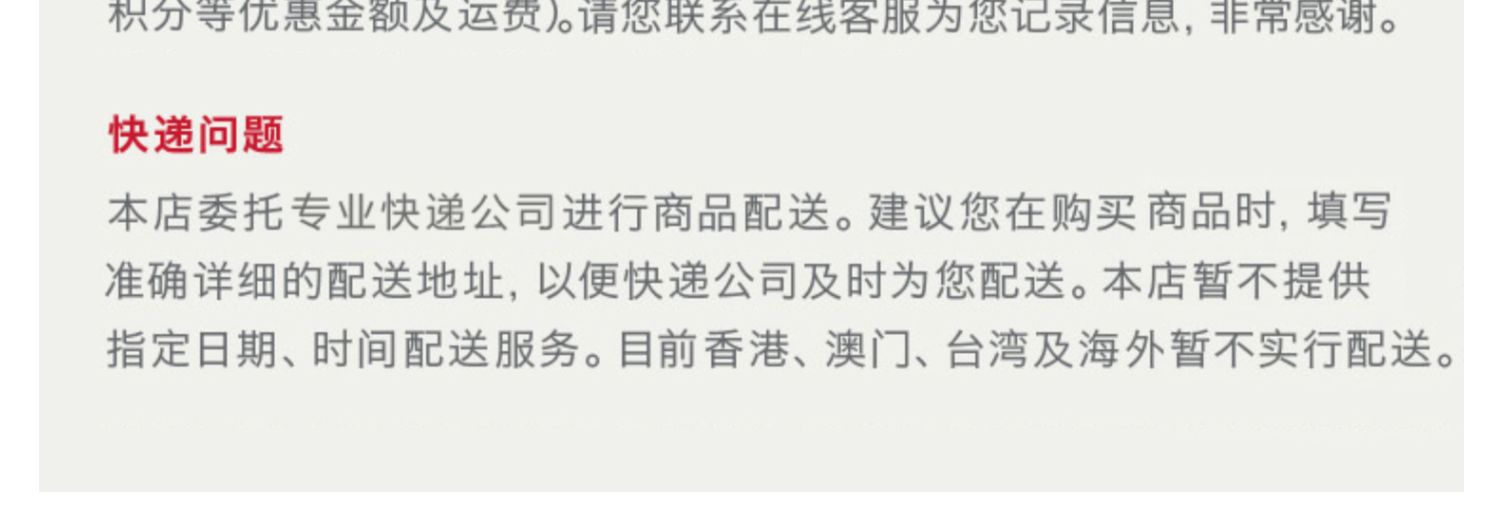 积分等优惠金额及运费)。请您联系在线客服为您记录信息, 非常感谢。
快递问题
本店委托专业快递公司进行商品配送。建议您在购买商品时, 填写
准确详细的配送地址, 以便快递公司及时为您配送。本店暂不提供
指定日期、时间配送服务。目前香港、澳门、台湾及海外暂不实行配送。